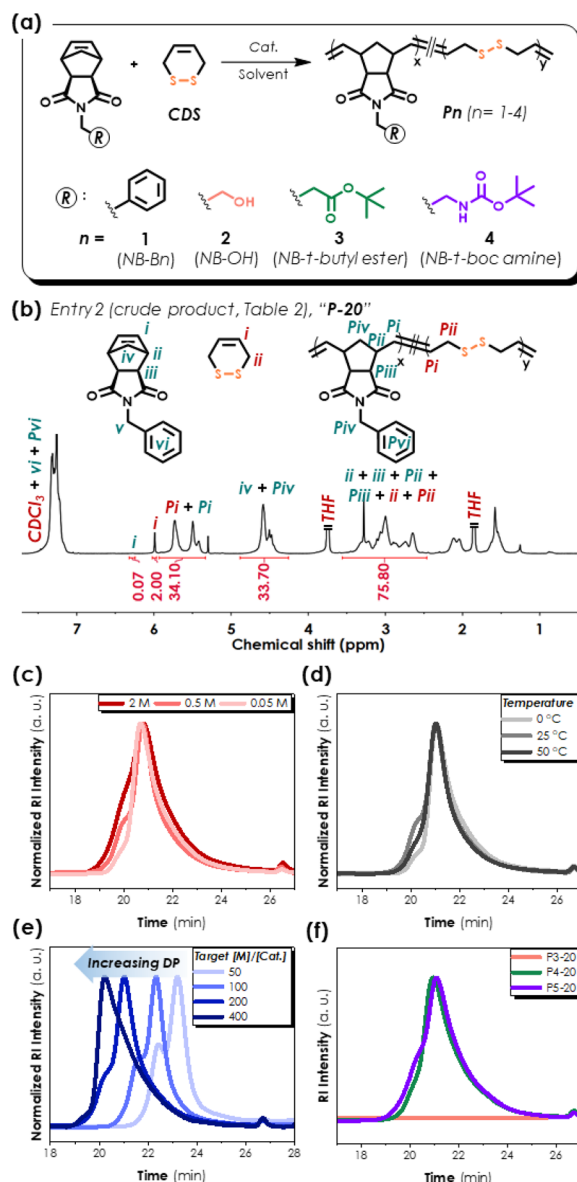 (a)
+
CDS
Cat.
Solvent
O N O
R
S S
x
y
Pn (n= 1-4)
R :
OH
O O
N H O O
n = 1 2 3 4
(NB-Bn) (NB-OH) (NB-t-butyl ester) (NB-t-boc amine)
(b) Entry 2 (crude product, Table 2), "P-20"
i
ii
iii
iv
v
vi
i
ii
S-S
O N O
Piv Pi Pii
Pii
S S
x
Pi
y
Piii
O N O
Piv
Pvi
CDCl3 + vi + Pvi
i
i
Pi + Pi
iv + Piv
THF
ii + iii + Pii +
Piii + ii + Pii
THF
0.07
2.00
34.10
33.70
75.80
7 6 5 4 3 2 1
Chemical shift (ppm)
(c)
Normalized RI Intensity (a. u.)
2 M 0.5 M 0.05 M
18 20 22 24 26
Time (min)
(d)
Normalized RI Intensity (a. u.)
Temperature
0 °C
25 °C
50 °C
18 20 22 24 26
Time (min)
(e)
Normalized RI Intensity (a. u.)
Increasing DP
Target [M]/[Cat.]
50
100
200
400
18 20 22 24 26 28
Time (min)
(f)
RI Intensity (a. u.)
P3-20
P4-20
P5-20
18 20 22 24 26
Time (min)